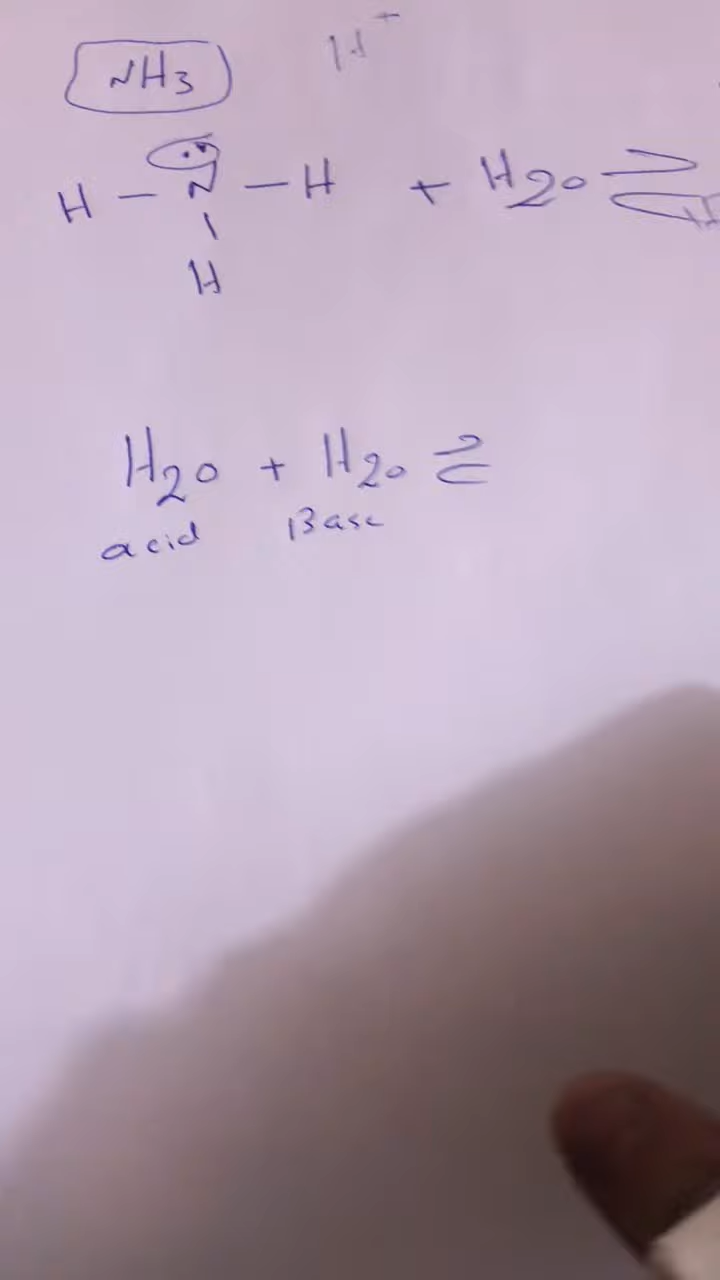 NH3 H+
H — N̈ — H + H2O ⇌ H
|
H
H2O + H2O ⇌
acid Base